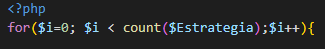 <?php
for($i=0; $i < count($Estrategia);$i++){